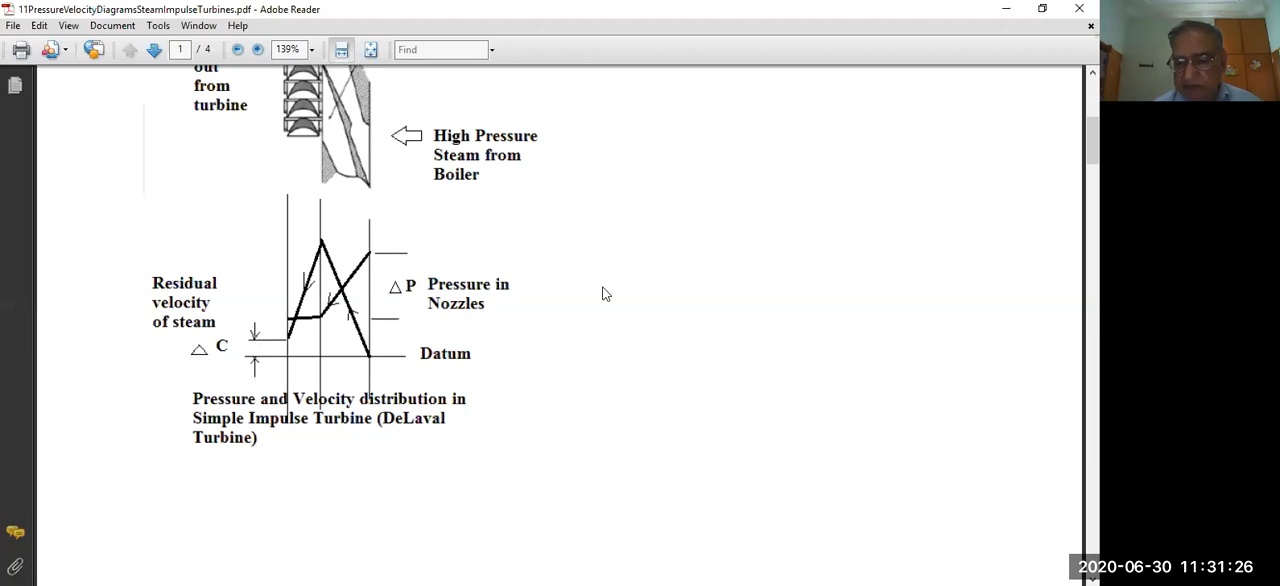 11PressureVelocityDiagramsSteamImpulseTurbines.pdf - Adobe Reader
File Edit View Document Tools Window Help
1 / 4 139% Find
out
from
turbine
High Pressure
Steam from
Boiler
Residual
velocity
of steam
△ C
△ P Pressure in
Nozzles
Datum
Pressure and Velocity distribution in
Simple Impulse Turbine (DeLaval
Turbine)
2020-06-30 11:31:26